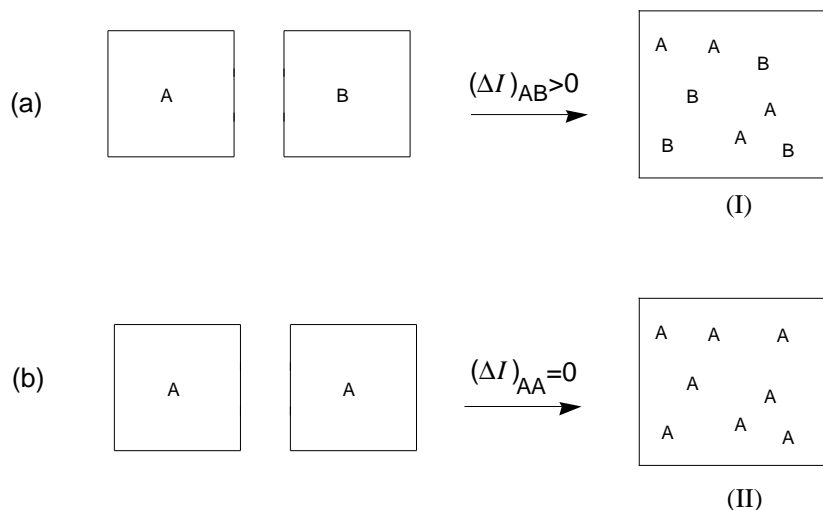 (a) A B (ΔI)AB>0
A A B
B A
B A B
(I)
(b) A A (ΔI)AA=0
A A A
A A
A A A
(II)